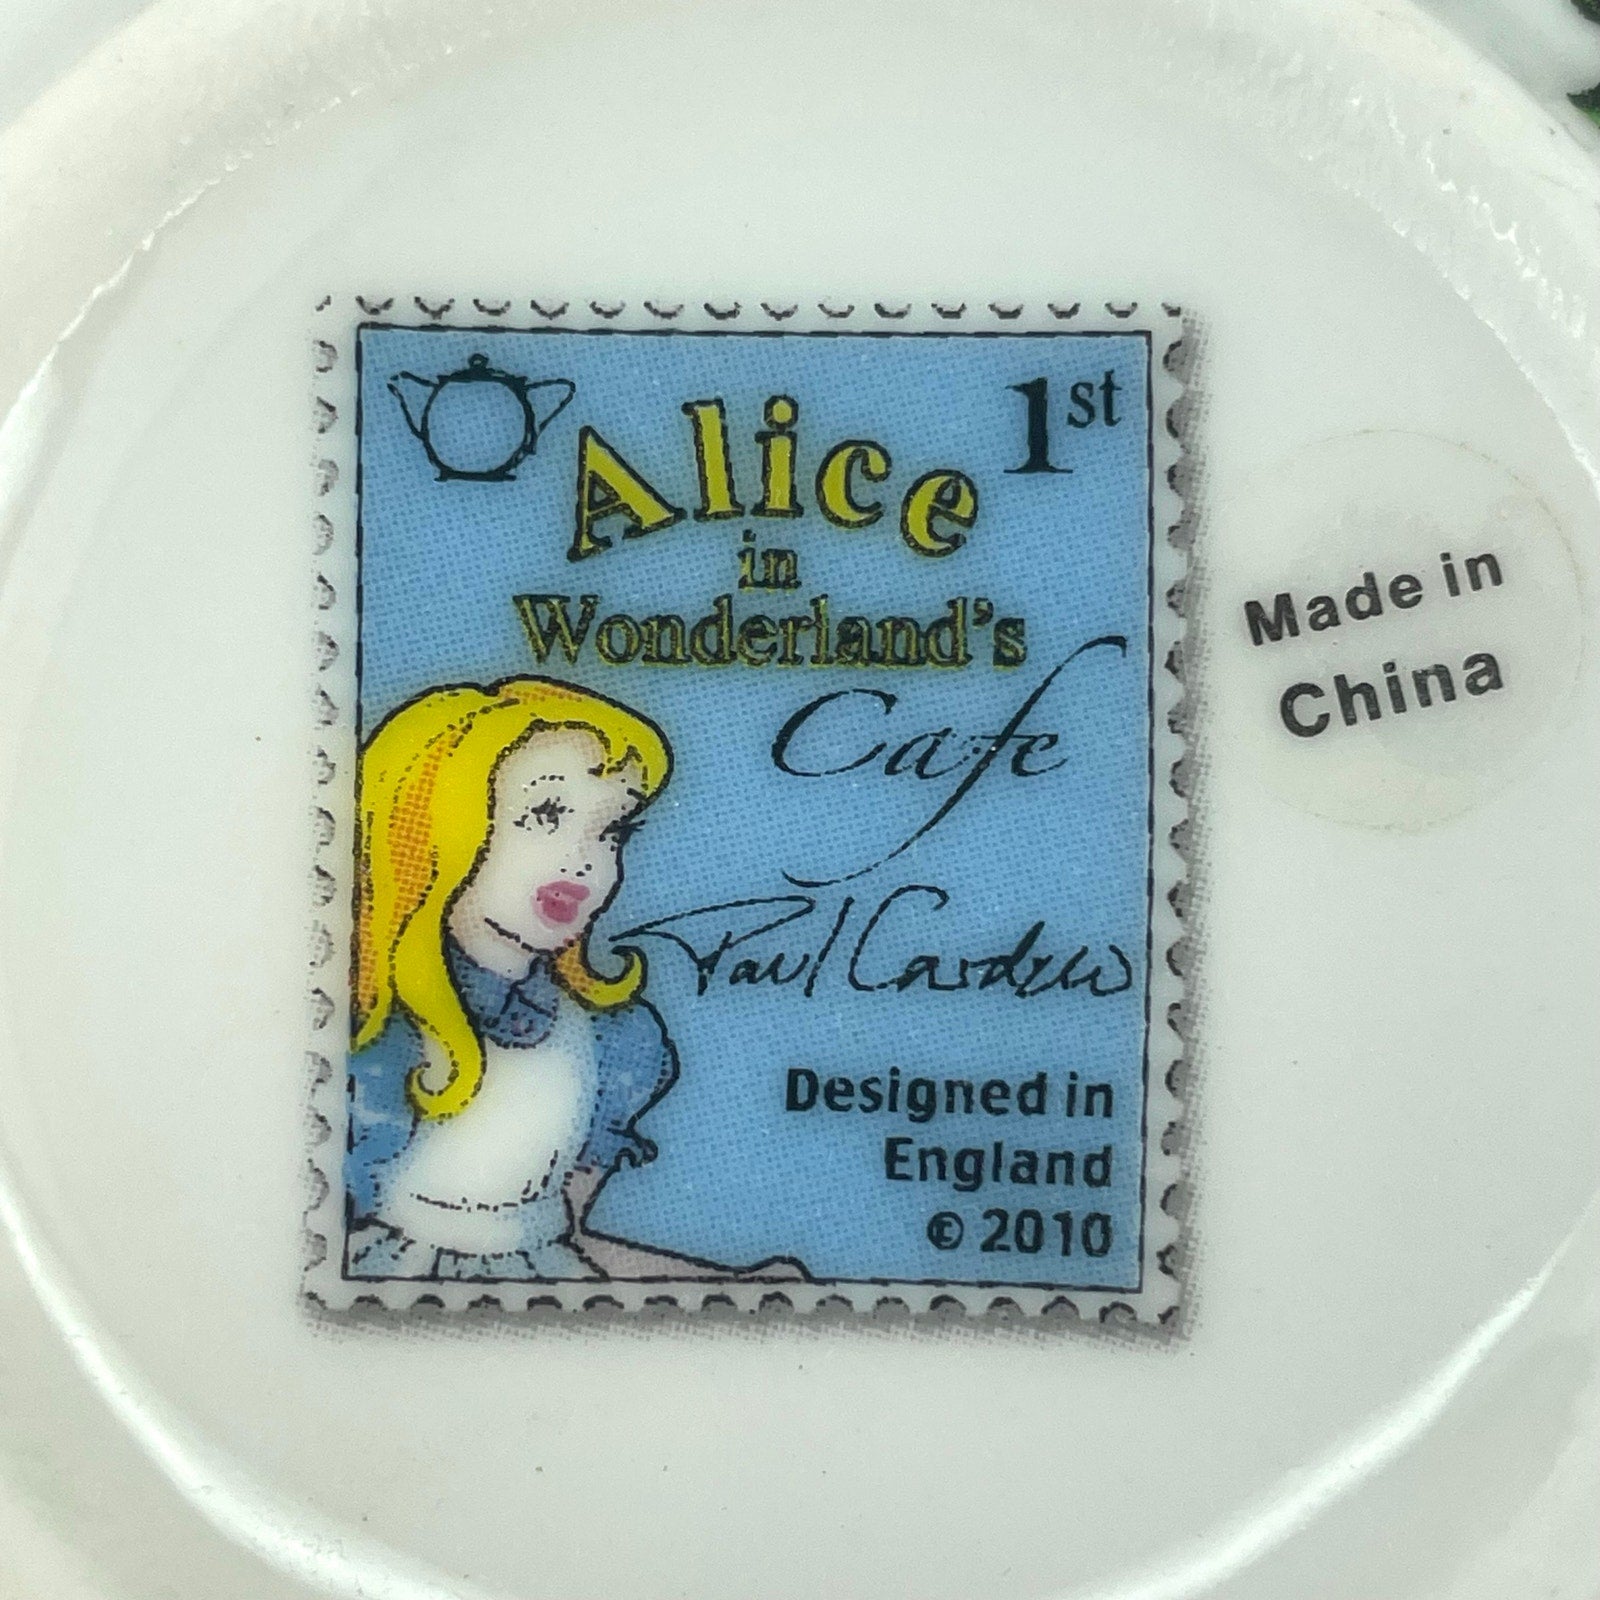 1st
Alice
in
Wonderland's
Cafe
Paul Cardew
Designed in
England
© 2010
Made in
China